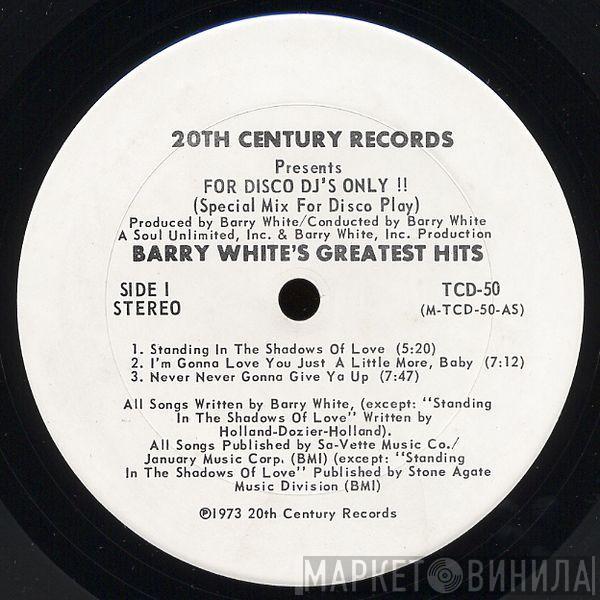 20TH CENTURY RECORDS
Presents
FOR DISCO DJ'S ONLY !!
(Special Mix For Disco Play)
Produced by Barry White/Conducted by Barry White
A Soul Unlimited, Inc. & Barry White, Inc. Production
BARRY WHITE'S GREATEST HITS
SIDE I
STEREO
TCD-50
(M-TCD-50-AS)
1. Standing In The Shadows Of Love (5:20)
2. I'm Gonna Love You Just A Little More, Baby (7:12)
3. Never Never Gonna Give Ya Up (7:47)
All Songs Written by Barry White, (except: "Standing
In The Shadows Of Love" Written by
Holland-Dozier-Holland).
All Songs Published by Sa-Vette Music Co./
January Music Corp. (BMI) (except: "Standing
In The Shadows Of Love" Published by Stone Agate
Music Division (BMI)
℗1973 20th Century Records
МАРКЕТ ВИНИЛА